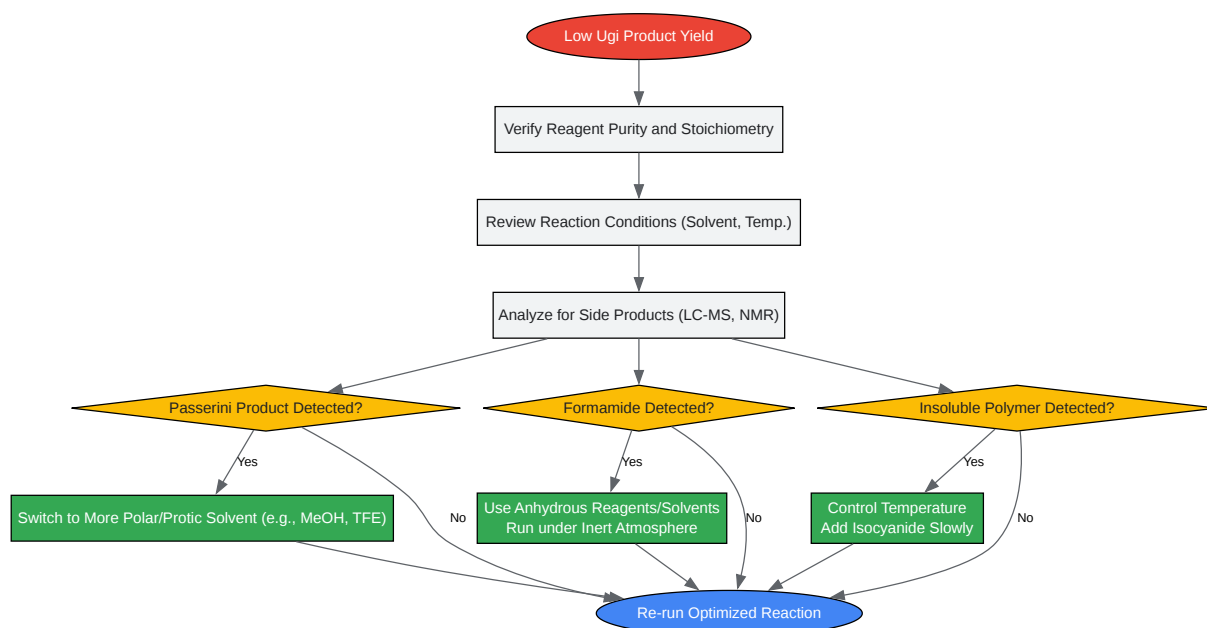 Low Ugi Product Yield
Verify Reagent Purity and Stoichiometry
Review Reaction Conditions (Solvent, Temp.)
Analyze for Side Products (LC-MS, NMR)
Passerini Product Detected?
Formamide Detected?
Insoluble Polymer Detected?
Yes
Yes
Yes
Switch to More Polar/Protic Solvent (e.g., MeOH, TFE)
No
Use Anhydrous Reagents/Solvents
Run under Inert Atmosphere
No
Control Temperature
Add Isocyanide Slowly
No
Re-run Optimized Reaction